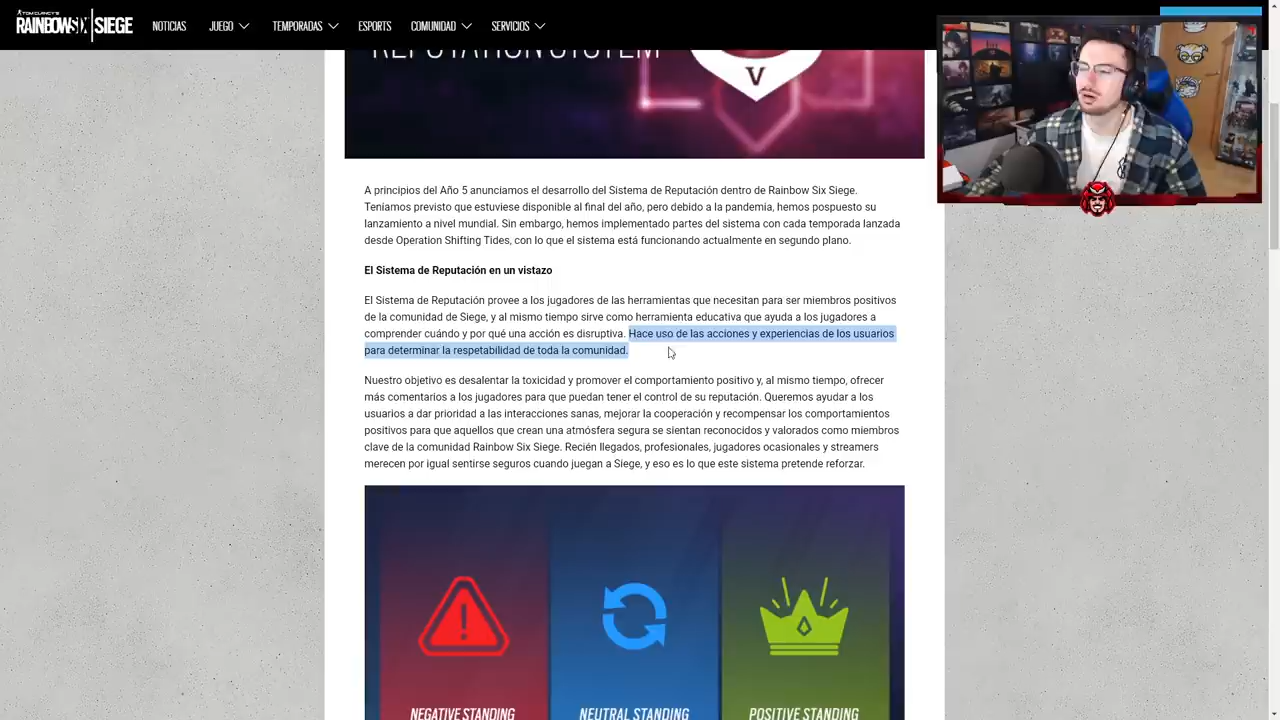 TOM CLANCY'S
RAINBOWSIX SIEGE
NOTICIAS
JUEGO
TEMPORADAS
ESPORTS
COMUNIDAD
SERVICIOS
REPUTATION SYSTEM
V
A principios del Año 5 anunciamos el desarrollo del Sistema de Reputación dentro de Rainbow Six Siege.
Teníamos previsto que estuviese disponible al final del año, pero debido a la pandemia, hemos pospuesto su
lanzamiento a nivel mundial. Sin embargo, hemos implementado partes del sistema con cada temporada lanzada
desde Operation Shifting Tides, con lo que el sistema está funcionando actualmente en segundo plano.
El Sistema de Reputación en un vistazo
El Sistema de Reputación provee a los jugadores de las herramientas que necesitan para ser miembros positivos
de la comunidad de Siege, y al mismo tiempo sirve como herramienta educativa que ayuda a los jugadores a
comprender cuándo y por qué una acción es disruptiva. Hace uso de las acciones y experiencias de los usuarios
para determinar la respetabilidad de toda la comunidad.
Nuestro objetivo es desalentar la toxicidad y promover el comportamiento positivo y, al mismo tiempo, ofrecer
más comentarios a los jugadores para que puedan tener el control de su reputación. Queremos ayudar a los
usuarios a dar prioridad a las interacciones sanas, mejorar la cooperación y recompensar los comportamientos
positivos para que aquellos que crean una atmósfera segura se sientan reconocidos y valorados como miembros
clave de la comunidad Rainbow Six Siege. Recién llegados, profesionales, jugadores ocasionales y streamers
merecen por igual sentirse seguros cuando juegan a Siege, y eso es lo que este sistema pretende reforzar.
NEGATIVE STANDING
NEUTRAL STANDING
POSITIVE STANDING